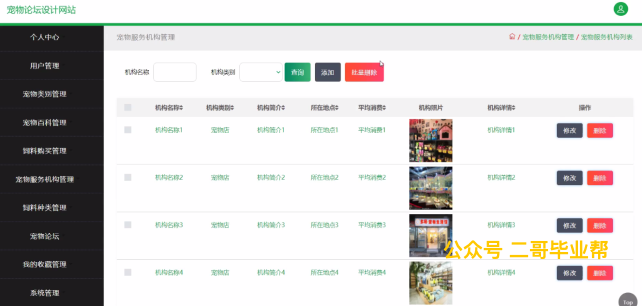 宠物论坛设计网站
个人中心
用户管理
宠物类别管理
宠物百科管理
饲料购买管理
宠物服务机构管理
饲料种类管理
宠物论坛
我的收藏管理
系统管理
宠物服务机构管理
/ 宠物服务机构管理 / 宠物服务机构列表
机构名称 机构类别 查询 添加 批量删除
机构名称 机构类别 机构简介 所在地点 平均消费 机构照片 机构详情 操作
机构名称1 宠物店 机构简介1 所在地点1 平均消费1 机构详情1 修改 删除
机构名称2 宠物店 机构简介2 所在地点2 平均消费2 机构详情2 修改 删除
机构名称3 宠物店 机构简介3 所在地点3 平均消费3 机构详情3 修改 删除
机构名称4 宠物店 机构简介4 所在地点4 平均消费4 机构详情4 修改 删除
公众号 二哥毕业帮
Top